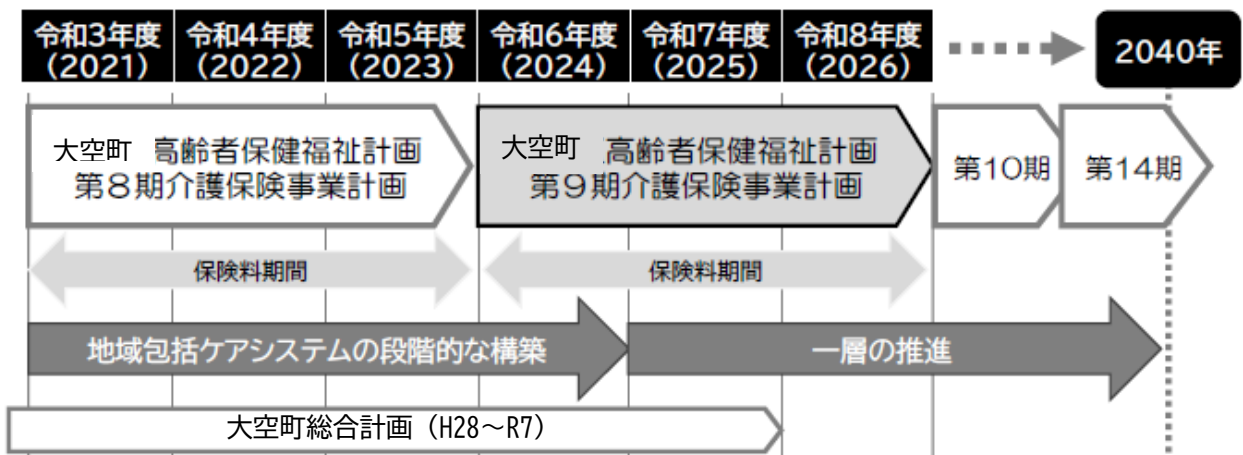 令和3年度 令和4年度 令和5年度 令和6年度 令和7年度 令和8年度
(2021) (2022) (2023) (2024) (2025) (2026)
2040年
大空町 高齢者保健福祉計画
第8期介護保険事業計画
大空町 高齢者保健福祉計画
第9期介護保険事業計画
第10期
第14期
保険料期間
保険料期間
地域包括ケアシステムの段階的な構築
一層の推進
大空町総合計画（H28～R7）